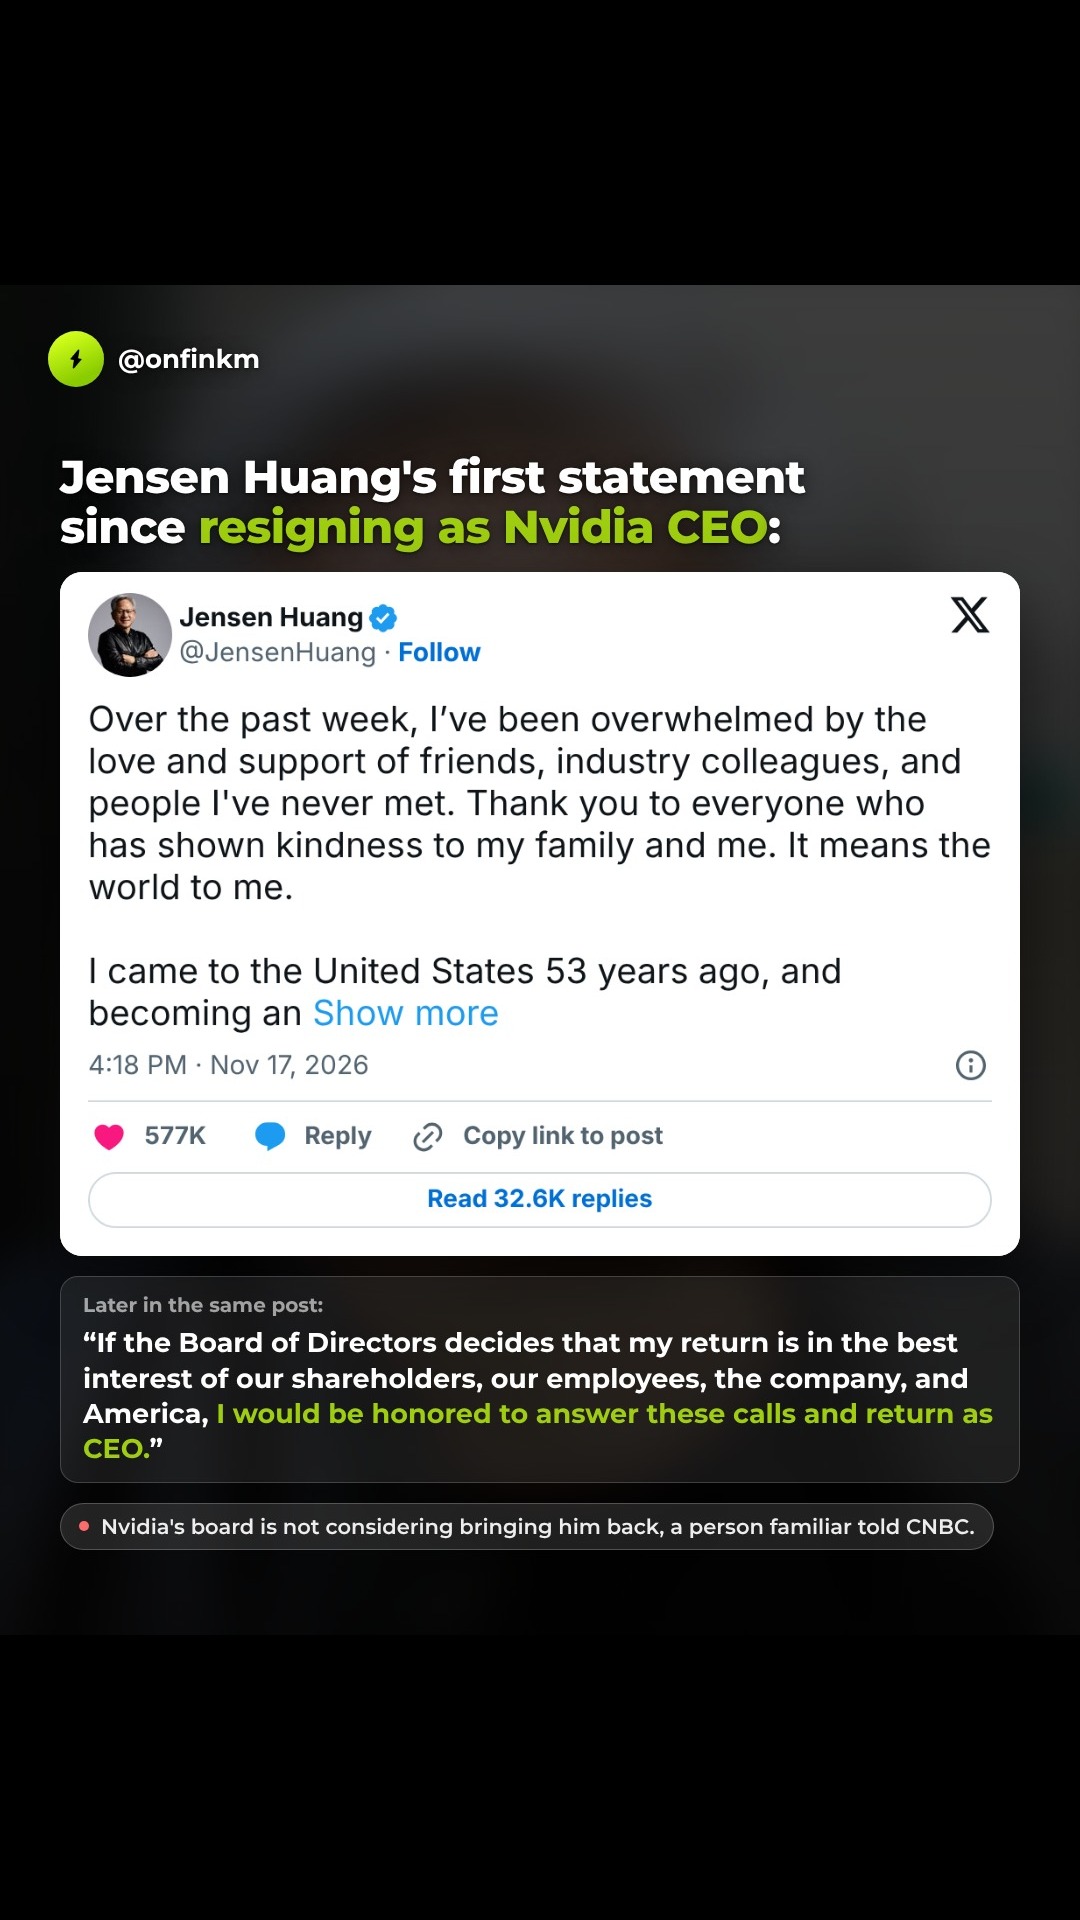 @onfinkm
Jensen Huang's first statement
since resigning as Nvidia CEO:
Jensen Huang
@JensenHuang · Follow
Over the past week, I’ve been overwhelmed by the
love and support of friends, industry colleagues, and
people I've never met. Thank you to everyone who
has shown kindness to my family and me. It means the
world to me.
I came to the United States 53 years ago, and
becoming an Show more
4:18 PM · Nov 17, 2026
577K Reply Copy link to post
Read 32.6K replies
Later in the same post:
“If the Board of Directors decides that my return is in the best
interest of our shareholders, our employees, the company, and
America, I would be honored to answer these calls and return as
CEO.”
Nvidia's board is not considering bringing him back, a person familiar told CNBC.